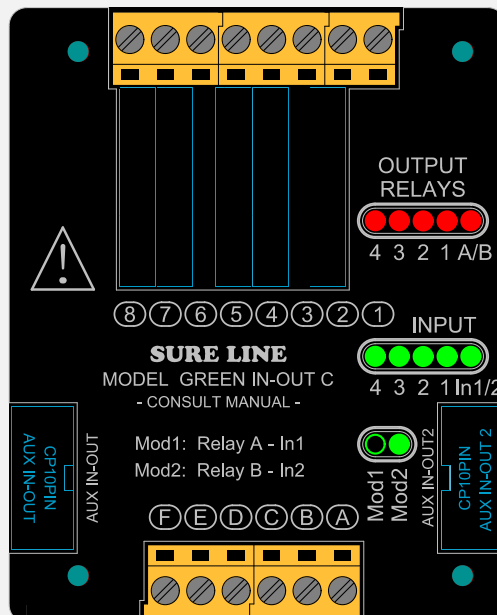 OUTPUT
RELAYS
4 3 2 1 A/B
8 7 6 5 4 3 2 1
SURE LINE
MODEL GREEN IN-OUT C
- CONSULT MANUAL -
INPUT
4 3 2 1 In1/2
Mod1: Relay A - In1
Mod2: Relay B - In2
Mod1
Mod2
AUX IN-OUT2
CP10PIN
AUX IN-OUT 2
CP10PIN
AUX IN-OUT
AUX IN-OUT
F E D C B A